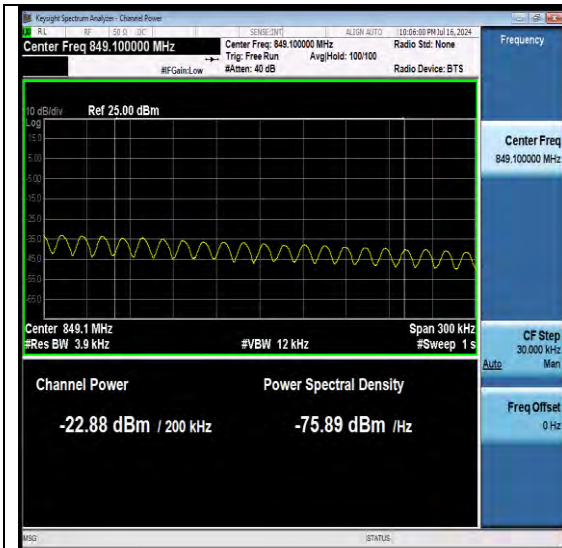 Keysight Spectrum Analyzer - Channel Power
RL RF 50 Ω DC SENSE:INT ALIGN AUTO 10:06:00 PM Jul 16, 2024
Center Freq 849.100000 MHz
Center Freq: 849.100000 MHz
Radio Std: None
Trig: Free Run Avg|Hold: 100/100
#IFGain:Low
#Atten: 40 dB
Radio Device: BTS
Frequency
10 dB/div Ref 25.00 dBm
Log
15.0
5.00
-5.00
-15.0
-25.0
-35.0
-45.0
-55.0
-65.0
Center 849.1 MHz
Span 300 kHz
#Res BW 3.9 kHz
#VBW 12 kHz
#Sweep 1 s
Center Freq
849.100000 MHz
CF Step
30.000 kHz
Auto Man
Freq Offset
0 Hz
Channel Power
Power Spectral Density
-22.88 dBm / 200 kHz
-75.89 dBm /Hz
MSG
STATUS